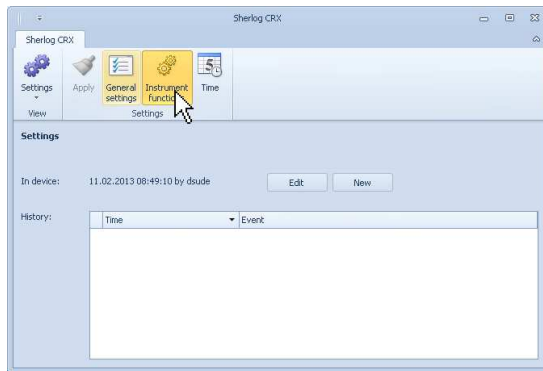 Sherlog CRX
Sherlog CRX
Settings
Apply
General
settings
Instrument
function
Time
View
Settings
Settings
In device:
11.02.2013 08:49:10 by dsude
Edit
New
History:
Time
Event